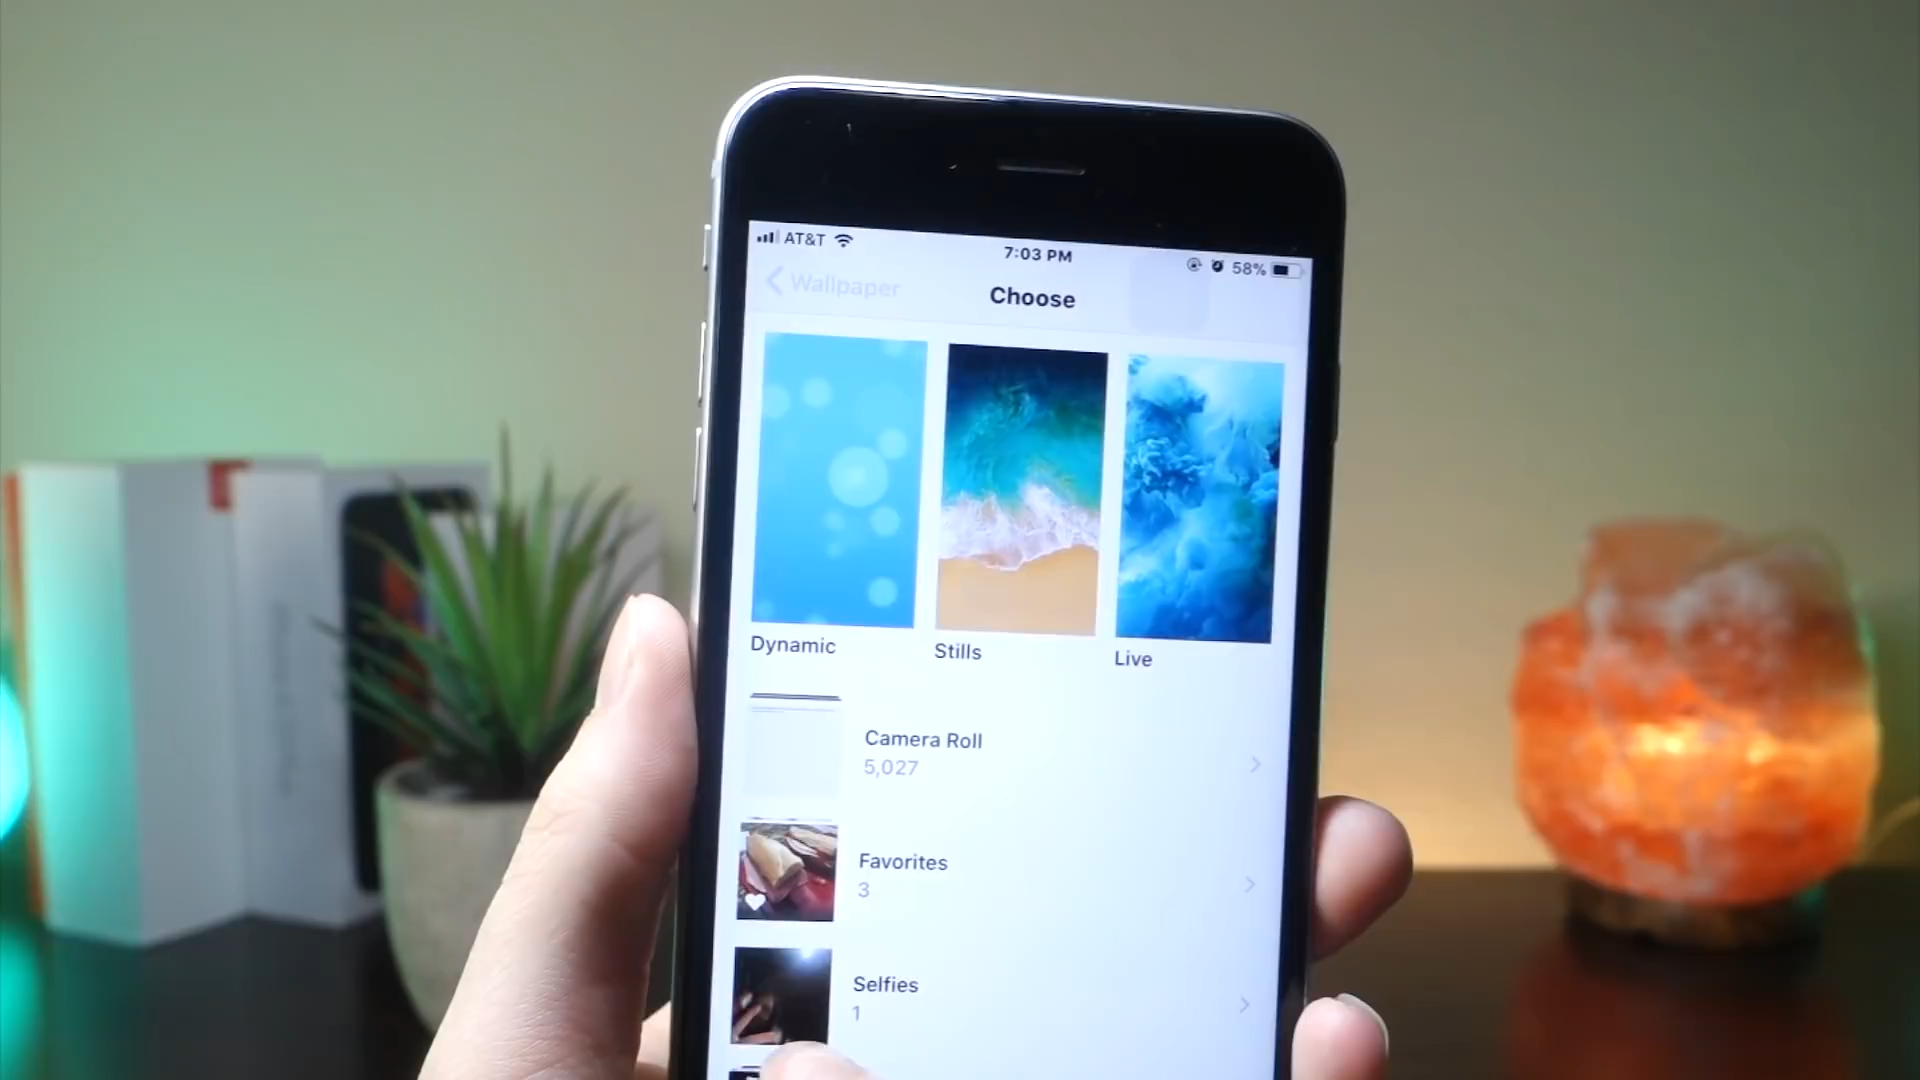 AT&T
7:03 PM
58%
Wallpaper
Choose
Dynamic
Stills
Live
Camera Roll
5,027
Favorites
3
Selfies
1